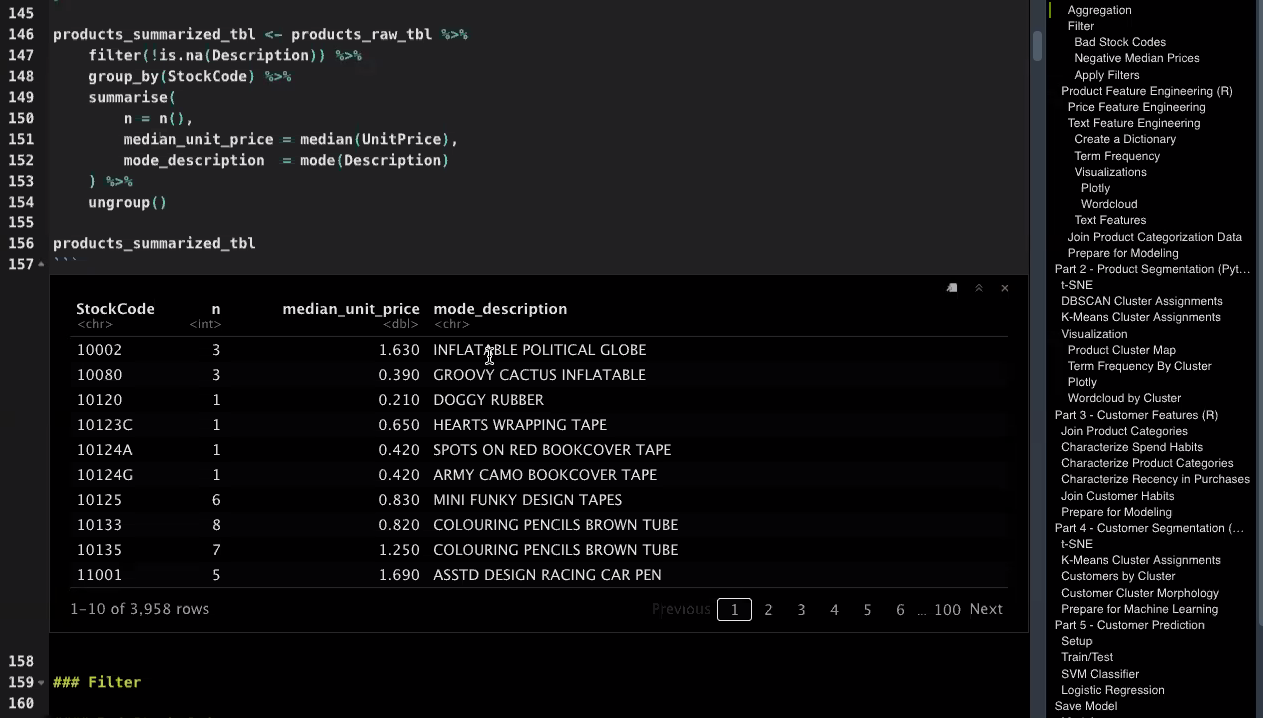 145
146 products_summarized_tbl <- products_raw_tbl %>%
147 filter(!is.na(Description)) %>%
148 group_by(StockCode) %>%
149 summarise(
150 n = n(),
151 median_unit_price = median(UnitPrice),
152 mode_description = mode(Description)
153 ) %>%
154 ungroup()
155
156 products_summarized_tbl
157 ```
StockCode n median_unit_price mode_description
<chr> <int> <dbl> <chr>
10002 3 1.630 INFLATABLE POLITICAL GLOBE
10080 3 0.390 GROOVY CACTUS INFLATABLE
10120 1 0.210 DOGGY RUBBER
10123C 1 0.650 HEARTS WRAPPING TAPE
10124A 1 0.420 SPOTS ON RED BOOKCOVER TAPE
10124G 1 0.420 ARMY CAMO BOOKCOVER TAPE
10125 6 0.830 MINI FUNKY DESIGN TAPES
10133 8 0.820 COLOURING PENCILS BROWN TUBE
10135 7 1.250 COLOURING PENCILS BROWN TUBE
11001 5 1.690 ASSTD DESIGN RACING CAR PEN
1-10 of 3,958 rows Previous 1 2 3 4 5 6 ... 100 Next
158
159 ### Filter
160
Aggregation
Filter
Bad Stock Codes
Negative Median Prices
Apply Filters
Product Feature Engineering (R)
Price Feature Engineering
Text Feature Engineering
Create a Dictionary
Term Frequency
Visualizations
Plotly
Wordcloud
Text Features
Join Product Categorization Data
Prepare for Modeling
Part 2 - Product Segmentation (Pyt...
t-SNE
DBSCAN Cluster Assignments
K-Means Cluster Assignments
Visualization
Product Cluster Map
Term Frequency By Cluster
Plotly
Wordcloud by Cluster
Part 3 - Customer Features (R)
Join Product Categories
Characterize Spend Habits
Characterize Product Categories
Characterize Recency in Purchases
Join Customer Habits
Prepare for Modeling
Part 4 - Customer Segmentation (...
t-SNE
K-Means Cluster Assignments
Customers by Cluster
Customer Cluster Morphology
Prepare for Machine Learning
Part 5 - Customer Prediction
Setup
Train/Test
SVM Classifier
Logistic Regression
Save Model